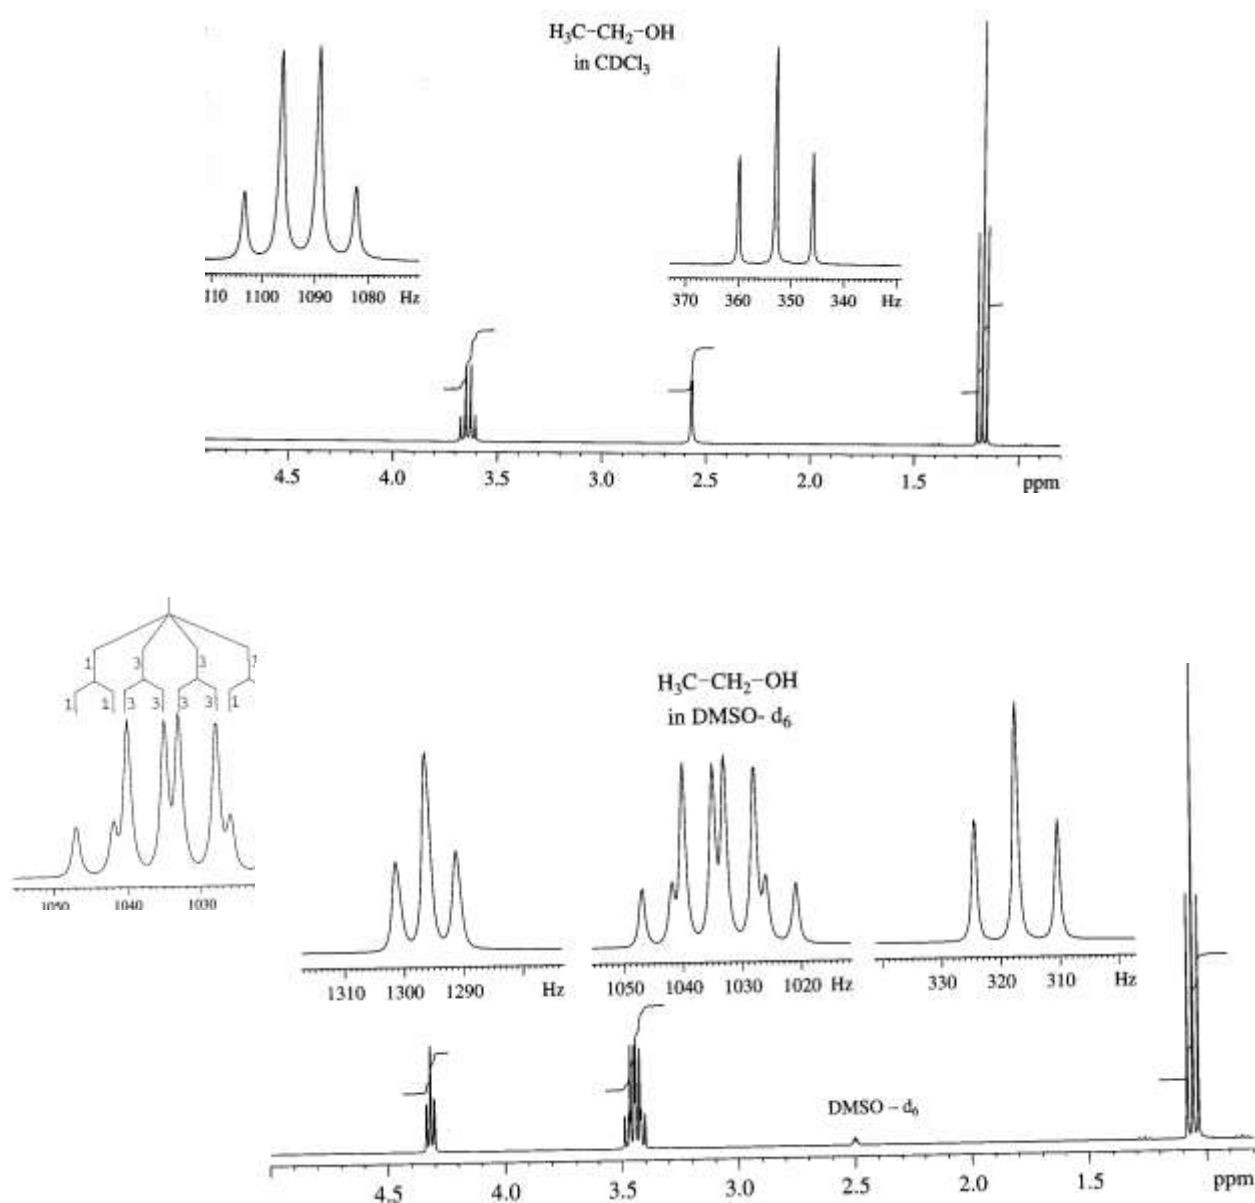 H₃C-CH₂-OH
in CDCl₃
110 1100 1090 1080 Hz
370 360 350 340 Hz
4.5 4.0 3.5 3.0 2.5 2.0 1.5 ppm
1 3 3
1 1 3 3 3 3 1
1050 1040 1030
H₃C-CH₂-OH
in DMSO- d₆
1310 1300 1290 Hz
1050 1040 1030 1020 Hz
330 320 310 Hz
DMSO – d₆
4.5 4.0 3.5 3.0 2.5 2.0 1.5 ppm